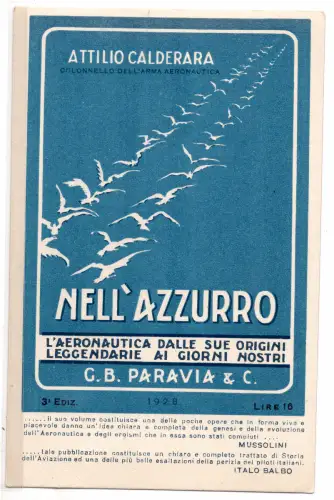 ATTILIO CALDERARA
COLONNELLO DELL'ARMA AERONAUTICA
NELL'AZZURRO
L'AERONAUTICA DALLE SUE ORIGINI
LEGGENDARIE AI GIORNI NOSTRI
G. B. PARAVIA & C.
3ª EDIZ. 1928 LIRE 16
......Il suo volume costituisce una delle poche opere che in forma viva e
piacevole danno un'idea chiara e completa della genesi e della evoluzione
dell'Aeronautica e degli eroismi che in essa sono stati compiuti ....
MUSSOLINI
.....tale pubblicazione costituisce un chiaro e completo trattato di Storia
dell'Aviazione ed una delle più belle esaltazioni della perizia dei piloti italiani.
ITALO BALBO